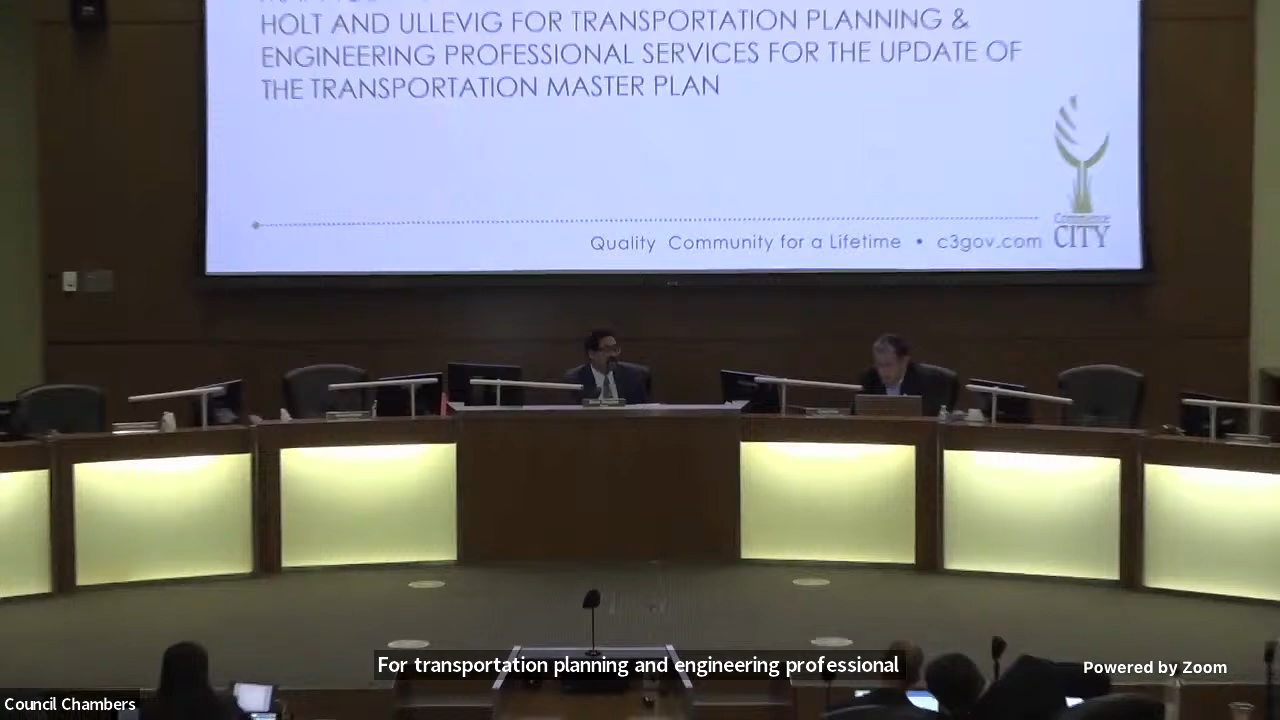 HOLT AND ULLEVIG FOR TRANSPORTATION PLANNING &
ENGINEERING PROFESSIONAL SERVICES FOR THE UPDATE OF
THE TRANSPORTATION MASTER PLAN
Commerce
CITY
Quality Community for a Lifetime • c3gov.com
For transportation planning and engineering professional
Powered by Zoom
Council Chambers